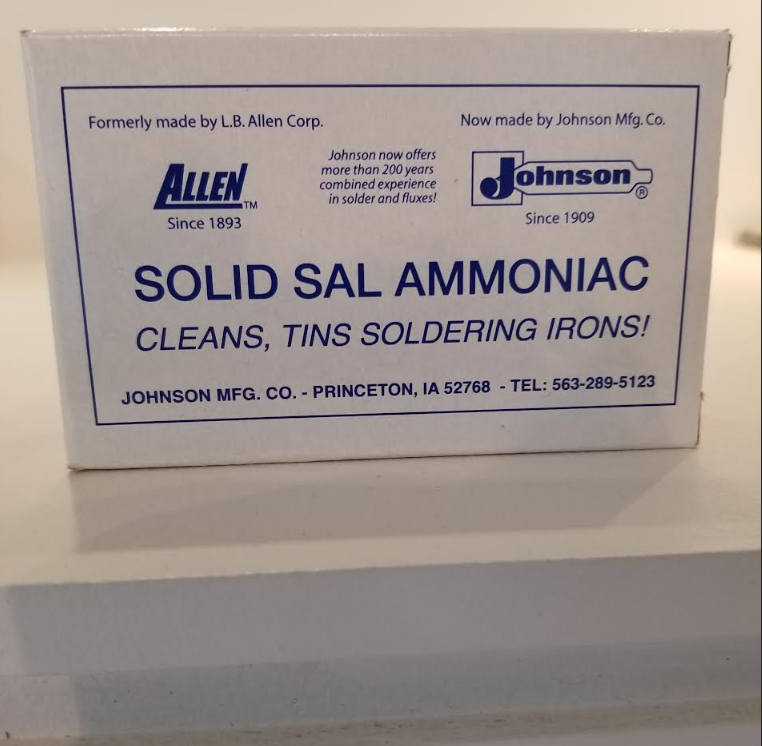 Formerly made by L.B. Allen Corp.
Now made by Johnson Mfg. Co.
ALLEN™
Since 1893
Johnson now offers
more than 200 years
combined experience
in solder and fluxes!
Johnson®
Since 1909
SOLID SAL AMMONIAC
CLEANS, TINS SOLDERING IRONS!
JOHNSON MFG. CO. - PRINCETON, IA 52768 - TEL: 563-289-5123